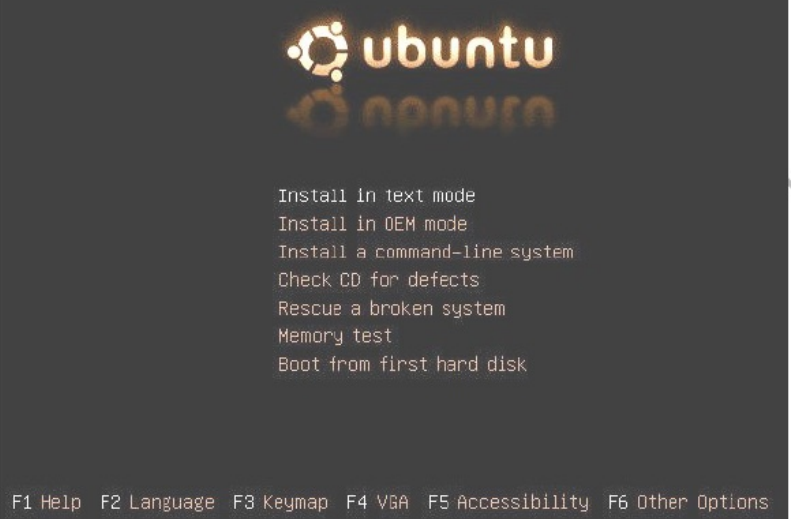 ubuntu
Install in text mode
Install in OEM mode
Install a command-line system
Check CD for defects
Rescue a broken system
Memory test
Boot from first hard disk
F1 Help F2 Language F3 Keymap F4 VGA F5 Accessibility F6 Other Options